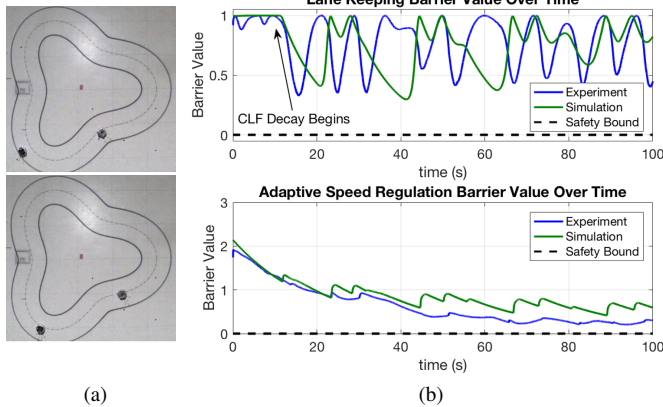 Lane Keeping Barrier Value Over Time
1
0.5
0
Barrier Value
CLF Decay Begins
Experiment
Simulation
Safety Bound
0 20 40 60 80 100
time (s)
Adaptive Speed Regulation Barrier Value Over Time
3
2
1
0
Barrier Value
Experiment
Simulation
Safety Bound
0 20 40 60 80 100
time (s)
(a) (b)